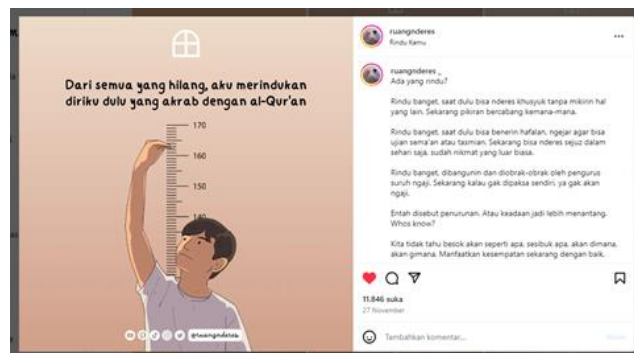 Dari semua yang hilang, aku merindukan
diriku dulu yang akrab dengan al-Qur'an
170
160
150
140
@ruangnderes
ruangnderes
Rindu Kamu
ruangnderes
Ada yang rindu?
Rindu banget, saat dulu bisa nderes khusyuk tanpa mikirin hal
yang lain. Sekarang pikiran bercabang kemana-mana.
Rindu banget, saat dulu bisa benerin hafalan, ngejar agar bisa
ujian sema'an atau tasmian. Sekarang bisa nderes sejuz dalam
sehari saja, sudah nikmat yang luar biasa.
Rindu banget, dibangunin dan diobrak-obrak oleh pengurus
suruh ngaji. Sekarang kalau gak dipaksa sendiri, ya gak akan
ngaji.
Entah disebut penurunan. Atau keadaan jadi lebih menantang.
Whos know?
Kita tidak tahu besok akan seperti apa, sesibuk apa, akan dimana,
akan gimana. Manfaatkan kesempatan sekarang dengan baik.
11.846 suka
27 November
Tambahkan komentar...